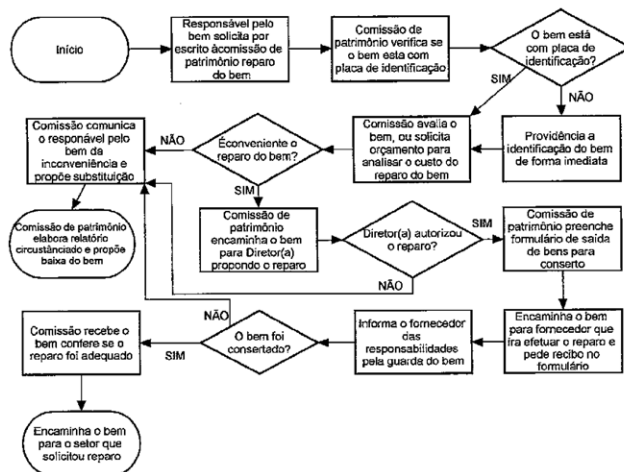 Início
Responsável pelo
bem solicita por
escrito àcomissão de
patrimônio reparo
do bem
Comissão de
patrimônio verifica se
o bem esta com
placa de identificação
O bem está
com placa de
identificação?
SIM
NÃO
Comissão comunica
o responável pelo
bem da
inconveniência e
propõe substituição
NÃO
Éconveniente o
reparo do bem?
SIM
Comissão avalia o
bem, ou solicita
orçamento para
analisar o custo do
reparo do bem
Providência a
identificação do bem
de forma imediata
Comissão de patrimônio
elabora relatório
circustânciado e propõe
baixa do bem
Comissão de
patrimônio
encaminha o bem
para Diretor(a)
propondo o reparo
Diretor(a) autorizou
o reparo?
SIM
NÃO
Comissão de
patrimônio preenche
formulário de saída
de bens para
conserto
Comissão recebe o
bem confere se o
reparo foi adequado
SIM
NÃO
O bem foi
consertado?
Informa o fornecedor
das
responsabilidades
pela guarda do bem
Encaminha o bem
para fornecedor que
ira efetuar o reparo e
pede recibo no
formulário
Encaminha o bem
para o setor que
solicitou reparo